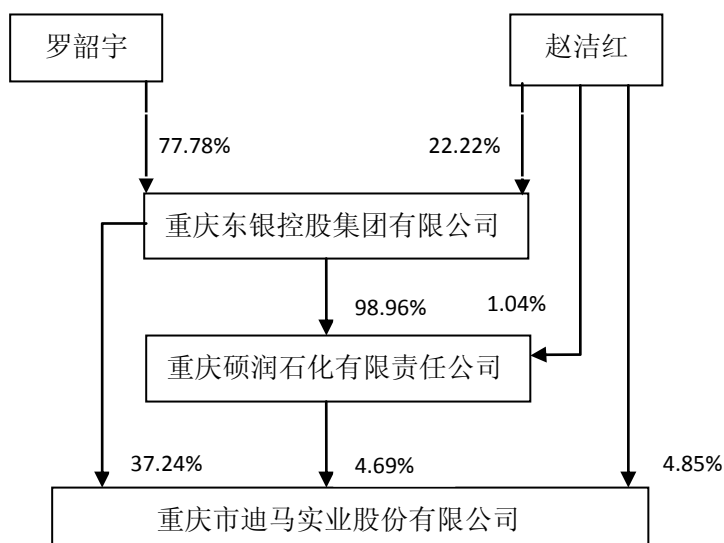 罗韶宇
赵洁红
77.78%
22.22%
重庆东银控股集团有限公司
98.96%
1.04%
重庆硕润石化有限责任公司
37.24%
4.69%
4.85%
重庆市迪马实业股份有限公司